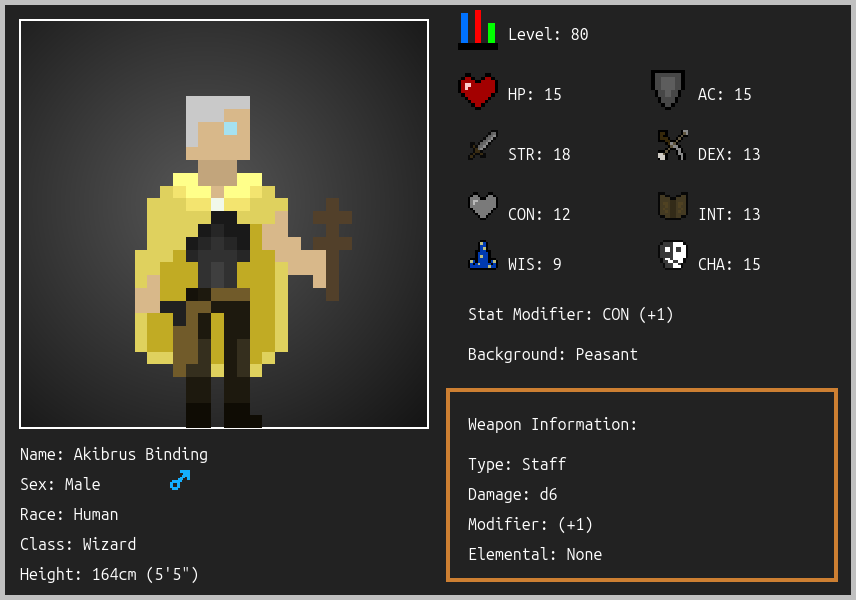 Level: 80
HP: 15
AC: 15
STR: 18
DEX: 13
CON: 12
INT: 13
WIS: 9
CHA: 15
Stat Modifier: CON (+1)
Background: Peasant
Weapon Information:
Type: Staff
Damage: d6
Modifier: (+1)
Elemental: None
Name: Akibrus Binding
Sex: Male
Race: Human
Class: Wizard
Height: 164cm (5'5")